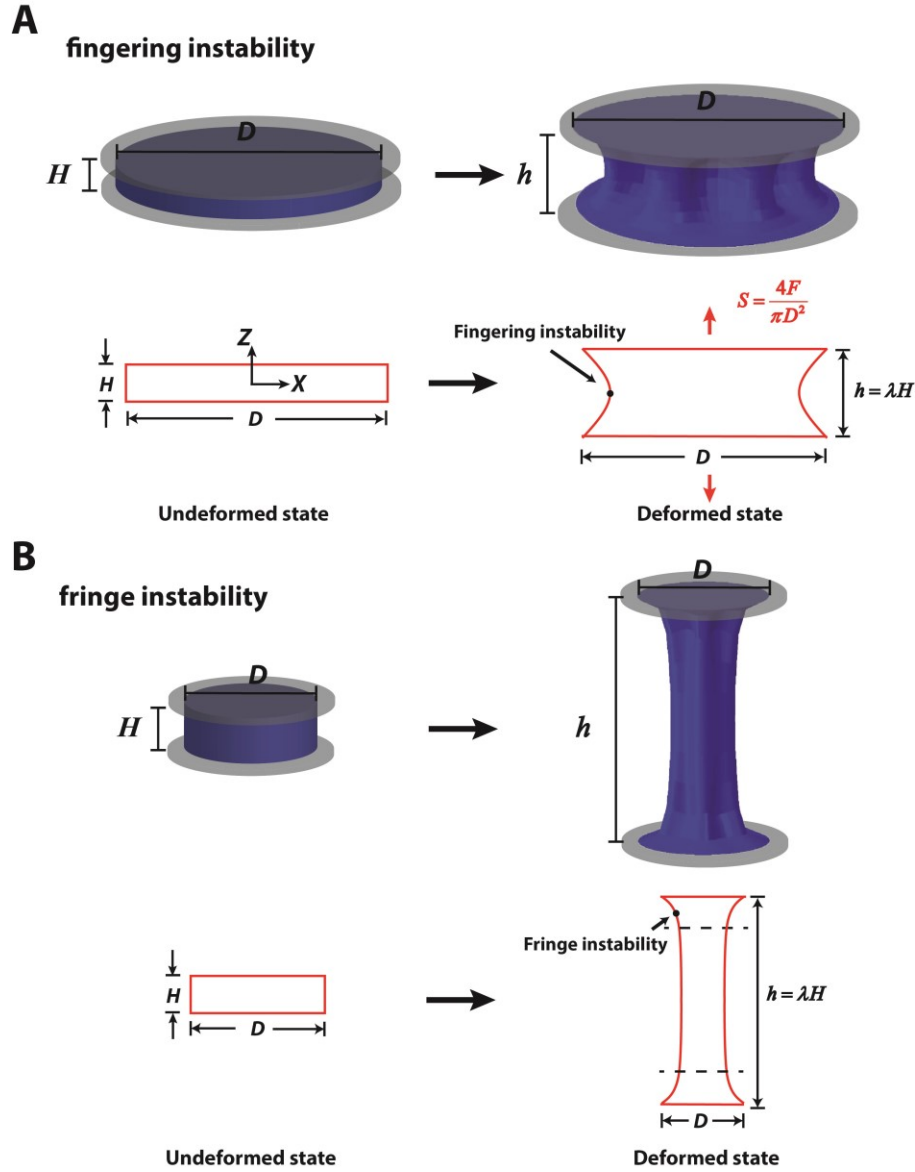 A
fingering instability
D
H
D
h
S = 4F / πD²
Z
Fingering instability
H
X
h = λH
D
D
Undeformed state
Deformed state
B
fringe instability
D
D
H
h
Fringe instability
H
h = λH
D
D
Undeformed state
Deformed state